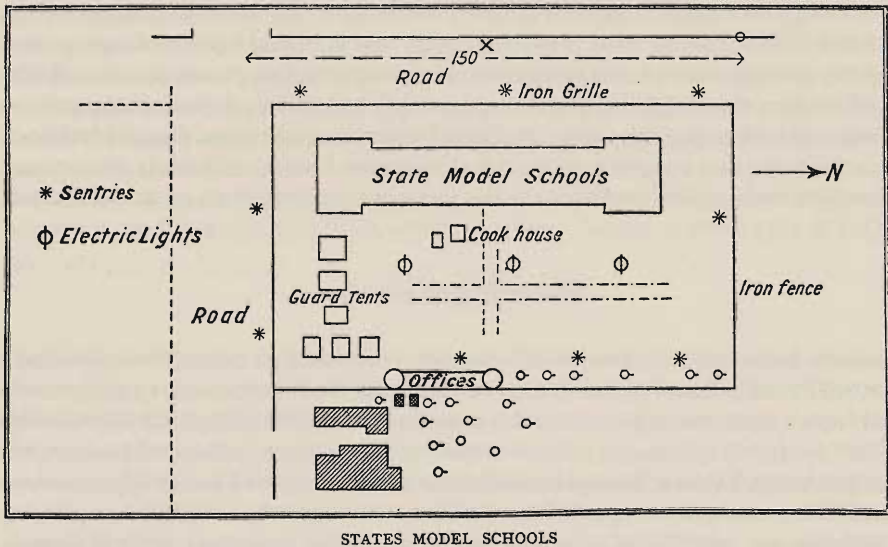 150
Road
Iron Grille
State Model Schools
N
Sentries
Electric Lights
Cook house
Guard Tents
Iron fence
Road
Offices
STATES MODEL SCHOOLS